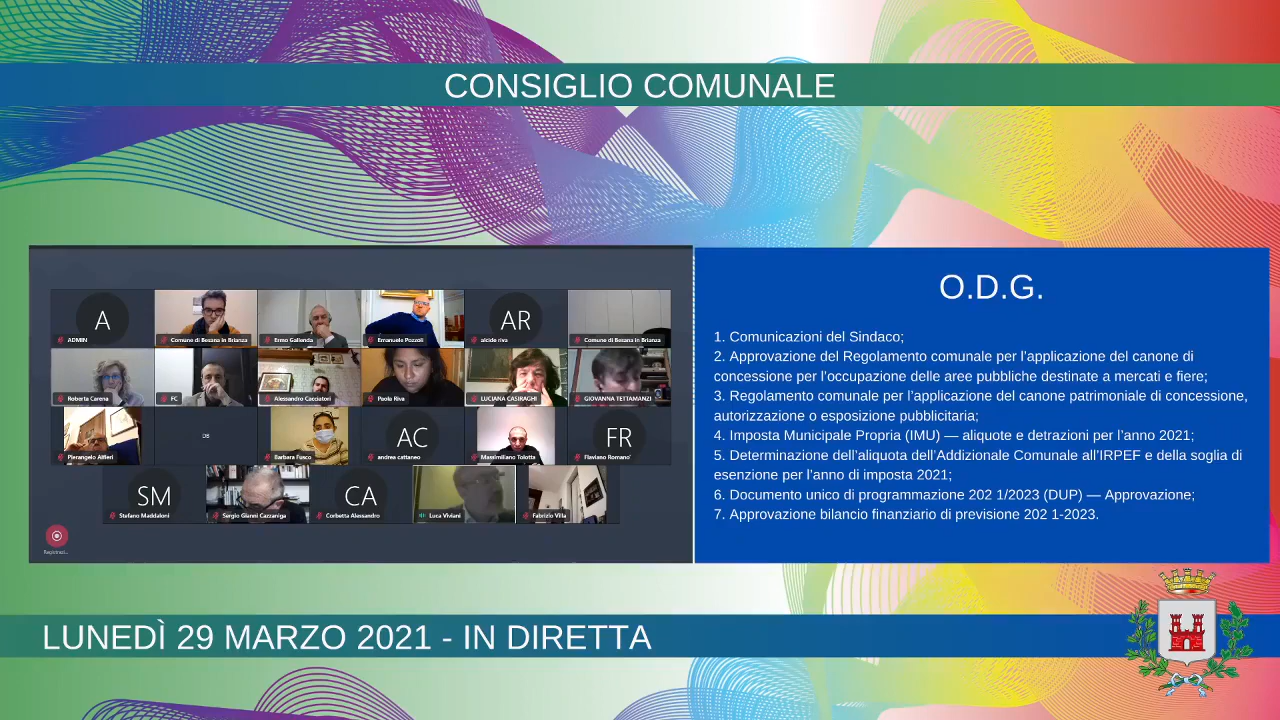 CONSIGLIO COMUNALE
A
ADMIN
Comune di Besana in Brianza
Ermo Gallenda
Emanuele Pozzoli
AR
alcide riva
Comune di Besana in Brianza
Roberta Carena
FC
Alessandro Cacciatori
Paola Riva
LUCIANA CASIRAGHI
GIOVANNA TETTAMANZI
Pierangelo Alfieri
DB
Barbara Fusco
AC
andrea cattaneo
Massimiliano Tolotta
FR
Flaviano Romano'
SM
Stefano Maddaloni
Sergio Gianni Cazzaniga
CA
Corbetta Alessandro
Luca Viviani
Fabrizio Villa
O.D.G.
1. Comunicazioni del Sindaco;
2. Approvazione del Regolamento comunale per l'applicazione del canone di
concessione per l'occupazione delle aree pubbliche destinate a mercati e fiere;
3. Regolamento comunale per l'applicazione del canone patrimoniale di concessione,
autorizzazione o esposizione pubblicitaria;
4. Imposta Municipale Propria (IMU) — aliquote e detrazioni per l'anno 2021;
5. Determinazione dell'aliquota dell'Addizionale Comunale all'IRPEF e della soglia di
esenzione per l'anno di imposta 2021;
6. Documento unico di programmazione 202 1/2023 (DUP) — Approvazione;
7. Approvazione bilancio finanziario di previsione 202 1-2023.
LUNEDÌ 29 MARZO 2021 - IN DIRETTA